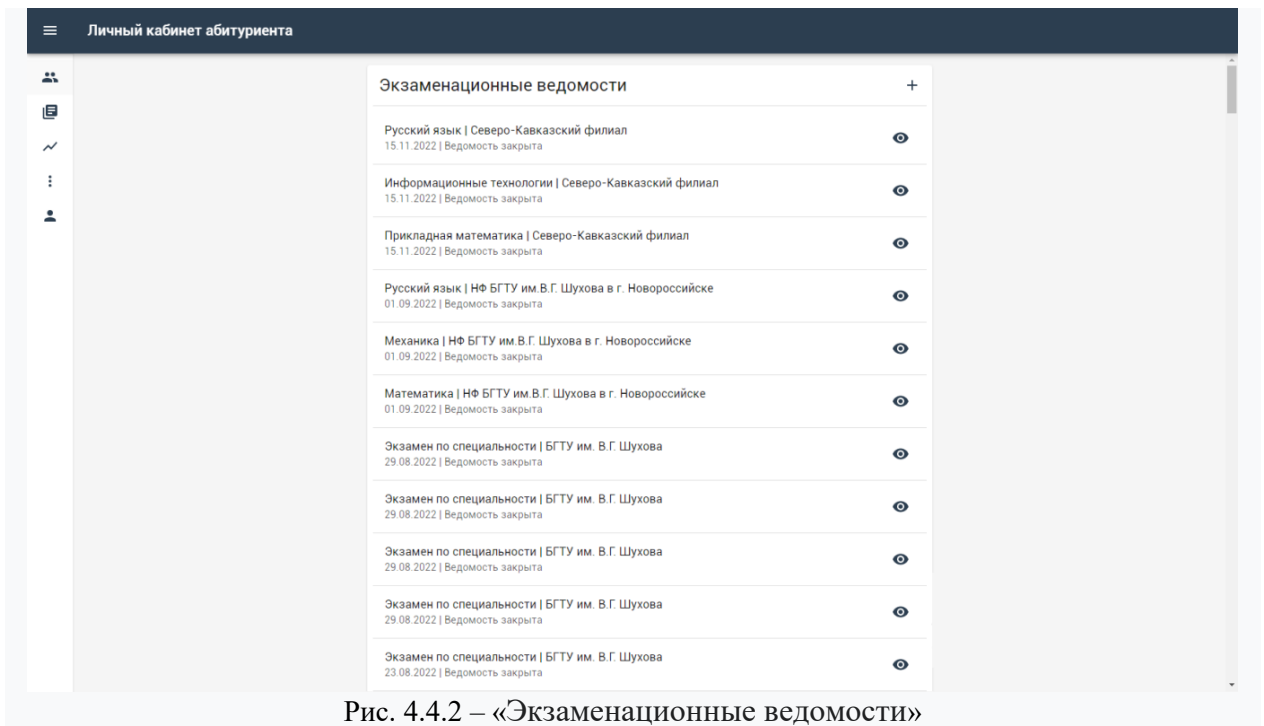 Личный кабинет абитуриента
Экзаменационные ведомости
Русский язык | Северо-Кавказский филиал
15.11.2022 | Ведомость закрыта
Информационные технологии | Северо-Кавказский филиал
15.11.2022 | Ведомость закрыта
Прикладная математика | Северо-Кавказский филиал
15.11.2022 | Ведомость закрыта
Русский язык | НФ БГТУ им.В.Г. Шухова в г. Новороссийске
01.09.2022 | Ведомость закрыта
Механика | НФ БГТУ им.В.Г. Шухова в г. Новороссийске
01.09.2022 | Ведомость закрыта
Математика | НФ БГТУ им.В.Г. Шухова в г. Новороссийске
01.09.2022 | Ведомость закрыта
Экзамен по специальности | БГТУ им. В.Г. Шухова
29.08.2022 | Ведомость закрыта
Экзамен по специальности | БГТУ им. В.Г. Шухова
29.08.2022 | Ведомость закрыта
Экзамен по специальности | БГТУ им. В.Г. Шухова
29.08.2022 | Ведомость закрыта
Экзамен по специальности | БГТУ им. В.Г. Шухова
29.08.2022 | Ведомость закрыта
Экзамен по специальности | БГТУ им. В.Г. Шухова
23.08.2022 | Ведомость закрыта
Рис. 4.4.2 – «Экзаменационные ведомости»